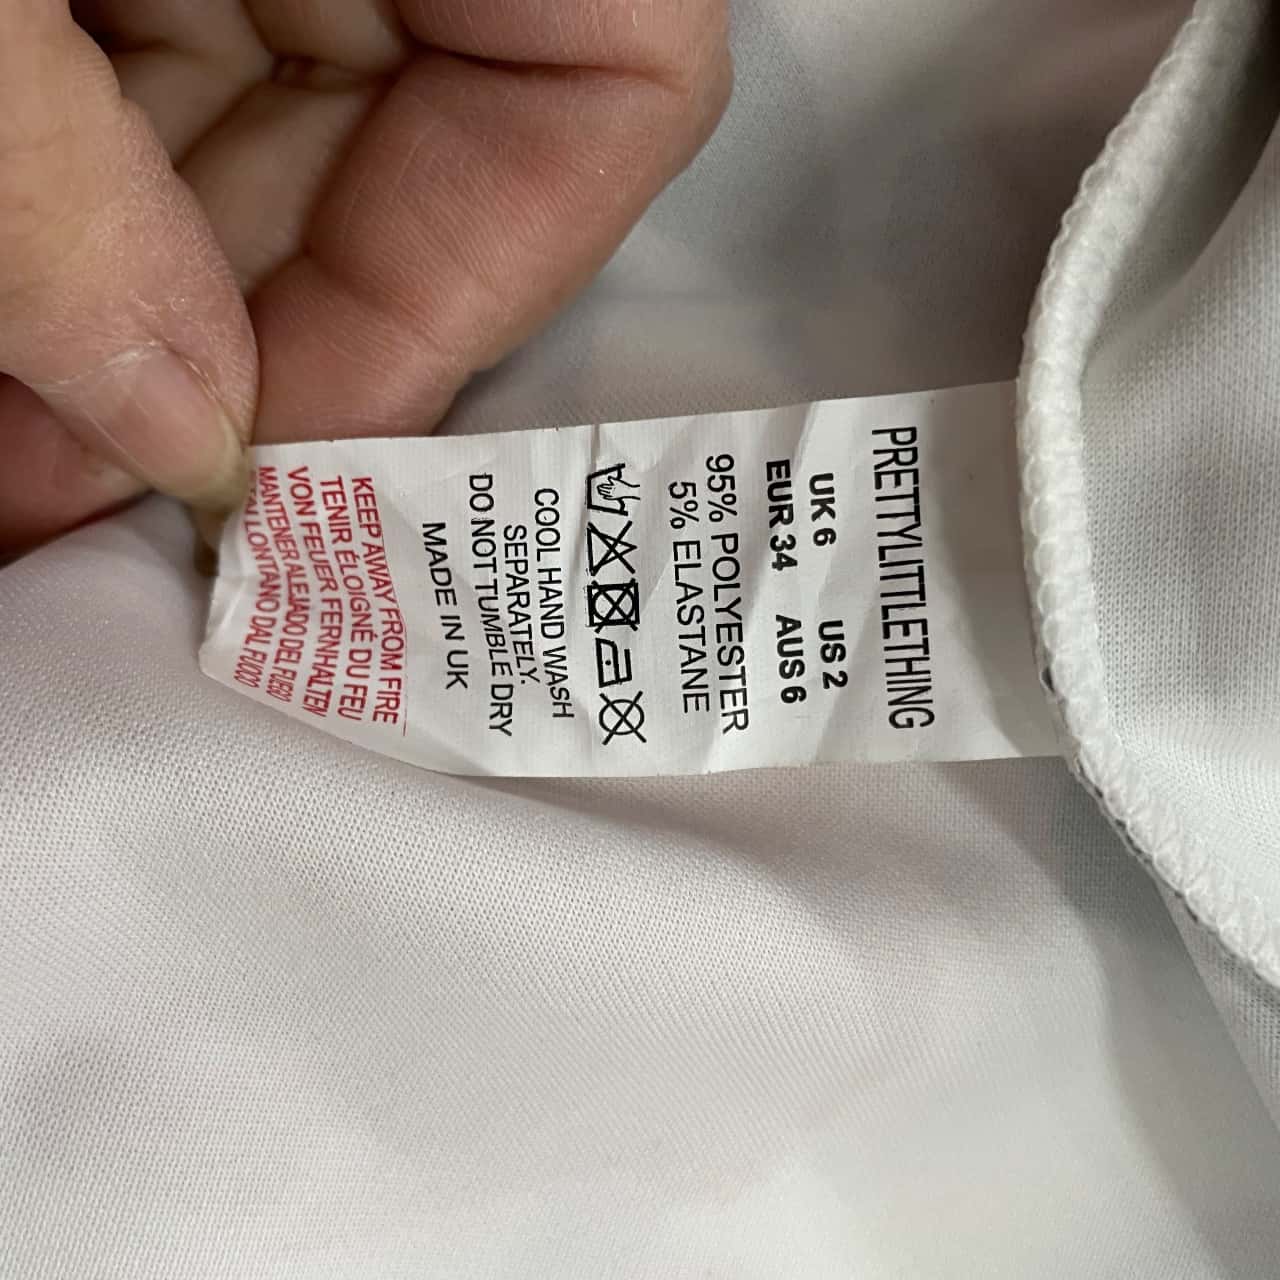 PRETTYLITTLETHING
UK 6 US 2
EUR 34 AUS 6
95% POLYESTER
5% ELASTANE
COOL HAND WASH
SEPARATELY.
DO NOT TUMBLE DRY
MADE IN UK
KEEP AWAY FROM FIRE
TENIR ÉLOIGNÉ DU FEU
VON FEUER FERNHALTEN
MANTENER ALEJADO DEL FUEGO
DAL FUOCO